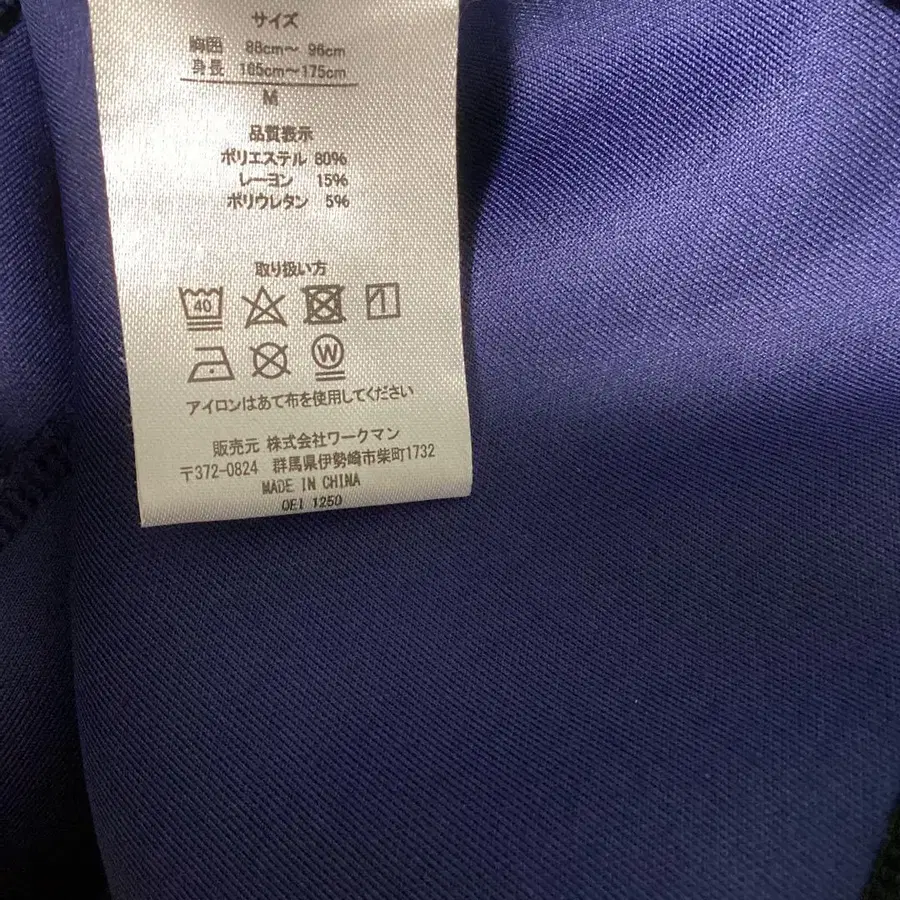 サイズ
胸囲 88cm～ 96cm
身長 165cm～175cm
M
品質表示
ポリエステル 80%
レーヨン 15%
ポリウレタン 5%
取り扱い方
40
W
アイロンはあて布を使用してください
販売元 株式会社ワークマン
〒372-0824 群馬県伊勢崎市柴町1732
MADE IN CHINA
OEI 1250